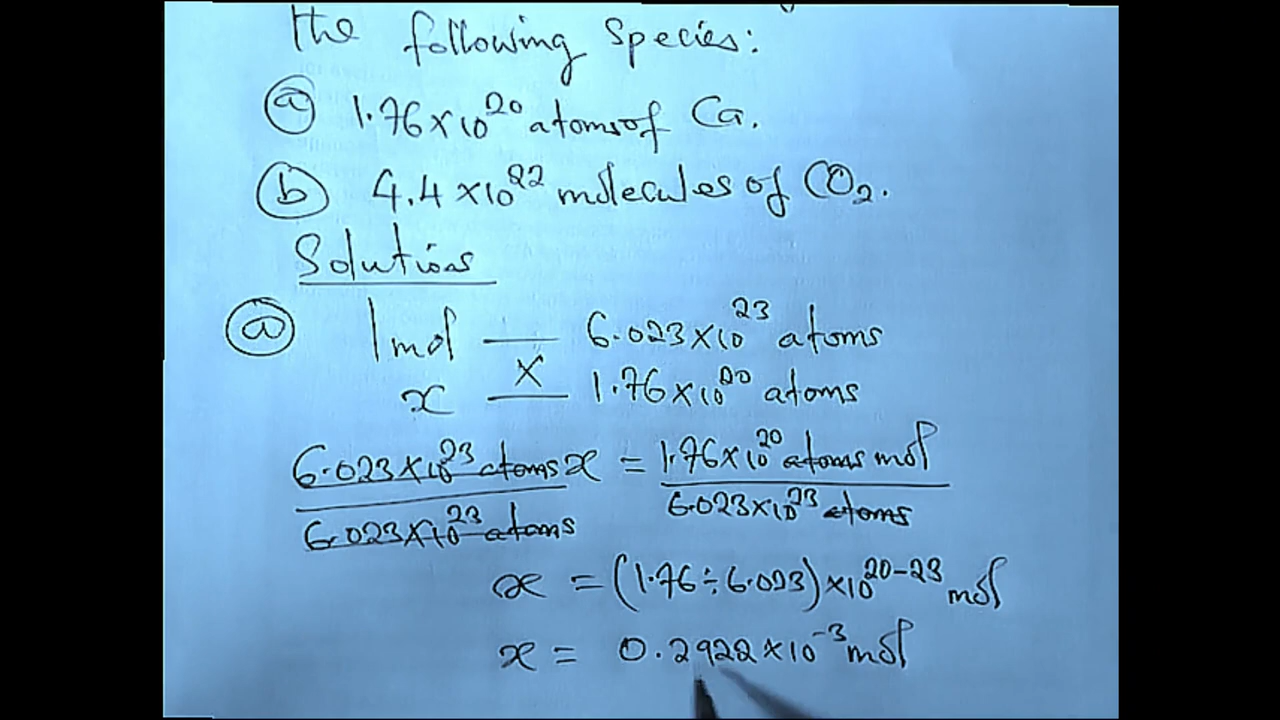 the following species:
(a) 1.76×10²⁰ atoms of Ca.
(b) 4.4×10²² molecules of CO₂.
Solutions
(a) 1mol — 6.023×10²³ atoms
x — 1.76×10²⁰ atoms
X
6.023×10²³ atoms x / 6.023×10²³ atoms = 1.76×10²⁰ atoms mol / 6.023×10²³ atoms
x = (1.76÷6.023)×10²⁰⁻²³ mol
x = 0.2922×10⁻³ mol